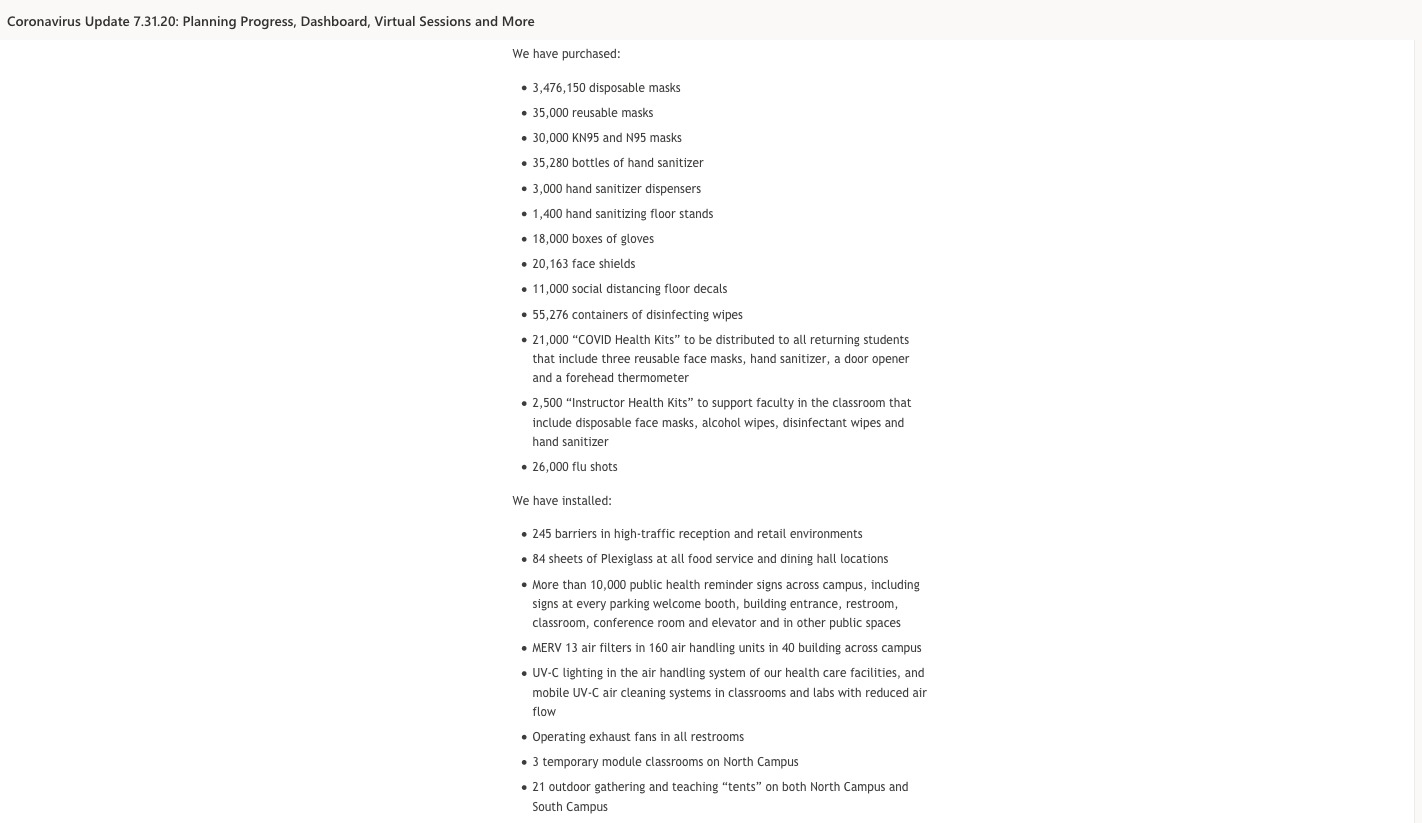 Coronavirus Update 7.31.20: Planning Progress, Dashboard, Virtual Sessions and More
We have purchased:
• 3,476,150 disposable masks
• 35,000 reusable masks
• 30,000 KN95 and N95 masks
• 35,280 bottles of hand sanitizer
• 3,000 hand sanitizer dispensers
• 1,400 hand sanitizing floor stands
• 18,000 boxes of gloves
• 20,163 face shields
• 11,000 social distancing floor decals
• 55,276 containers of disinfecting wipes
• 21,000 “COVID Health Kits” to be distributed to all returning students
that include three reusable face masks, hand sanitizer, a door opener
and a forehead thermometer
• 2,500 “Instructor Health Kits” to support faculty in the classroom that
include disposable face masks, alcohol wipes, disinfectant wipes and
hand sanitizer
• 26,000 flu shots
We have installed:
• 245 barriers in high-traffic reception and retail environments
• 84 sheets of Plexiglass at all food service and dining hall locations
• More than 10,000 public health reminder signs across campus, including
signs at every parking welcome booth, building entrance, restroom,
classroom, conference room and elevator and in other public spaces
• MERV 13 air filters in 160 air handling units in 40 building across campus
• UV-C lighting in the air handling system of our health care facilities, and
mobile UV-C air cleaning systems in classrooms and labs with reduced air
flow
• Operating exhaust fans in all restrooms
• 3 temporary module classrooms on North Campus
• 21 outdoor gathering and teaching “tents” on both North Campus and
South Campus